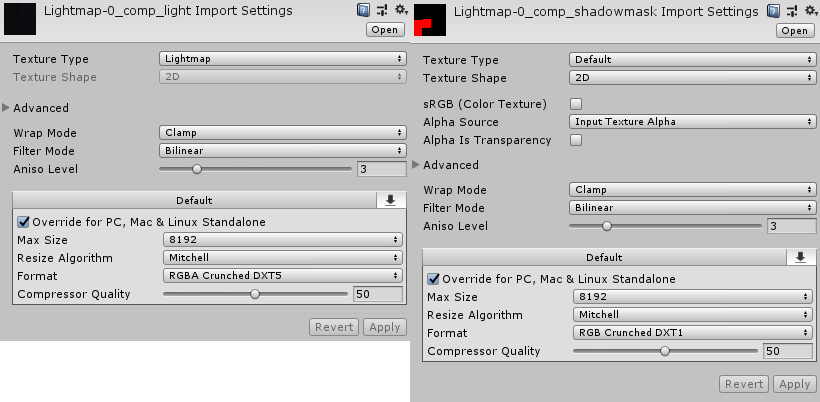 Lightmap-0_comp_light Import Settings
Open
Texture Type Lightmap
Texture Shape 2D
Advanced
Wrap Mode Clamp
Filter Mode Bilinear
Aniso Level 3
Default
Override for PC, Mac & Linux Standalone
Max Size 8192
Resize Algorithm Mitchell
Format RGBA Crunched DXT5
Compressor Quality 50
Revert Apply
Lightmap-0_comp_shadowmask Import Settings
Open
Texture Type Default
Texture Shape 2D
sRGB (Color Texture)
Alpha Source Input Texture Alpha
Alpha Is Transparency
Advanced
Wrap Mode Clamp
Filter Mode Bilinear
Aniso Level 3
Default
Override for PC, Mac & Linux Standalone
Max Size 8192
Resize Algorithm Mitchell
Format RGB Crunched DXT1
Compressor Quality 50
Revert Apply